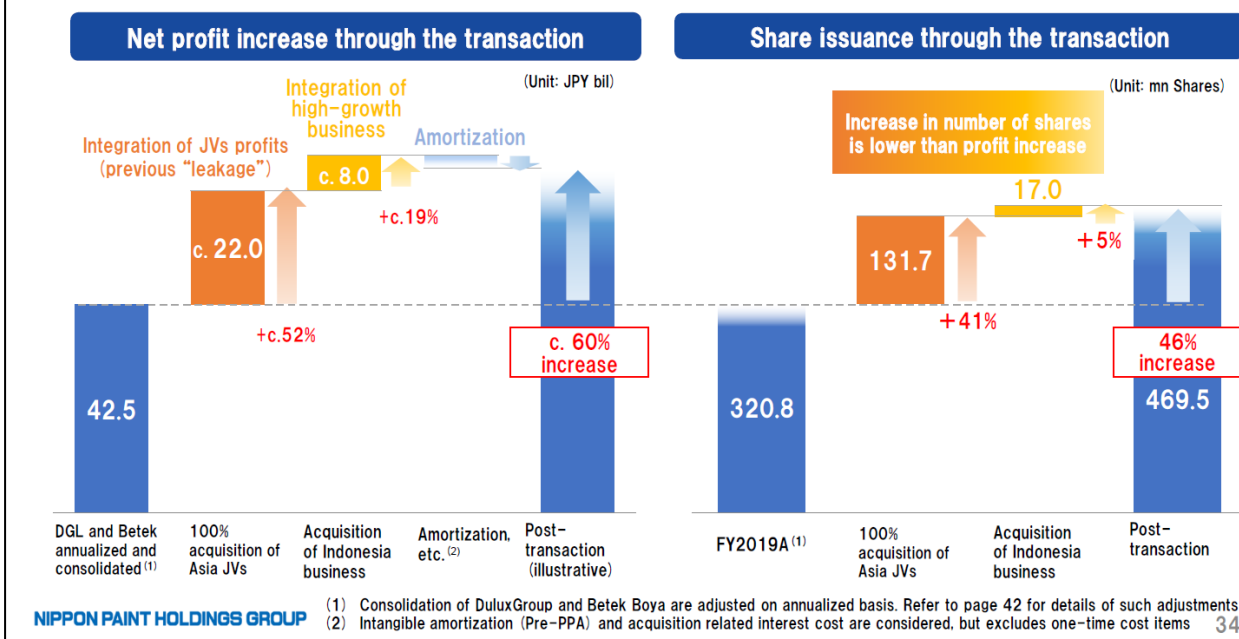 Net profit increase through the transaction
(Unit: JPY bil)
Integration of
high-growth
business
Integration of JVs profits
(previous “leakage”)
Amortization
c. 8.0
+c.19%
c. 22.0
+c.52%
c. 60%
increase
42.5
DGL and Betek
annualized and
consolidated (1)
100%
acquisition of
Asia JVs
Acquisition
of Indonesia
business
Amortization,
etc. (2)
Post-
transaction
(illustrative)
Share issuance through the transaction
(Unit: mn Shares)
Increase in number of shares
is lower than profit increase
17.0
+5%
131.7
+41%
46%
increase
320.8
469.5
FY2019A (1)
100%
acquisition of
Asia JVs
Acquisition
of Indonesia
business
Post-
transaction
NIPPON PAINT HOLDINGS GROUP
(1) Consolidation of DuluxGroup and Betek Boya are adjusted on annualized basis. Refer to page 42 for details of such adjustments
(2) Intangible amortization (Pre-PPA) and acquisition related interest cost are considered, but excludes one-time cost items
34